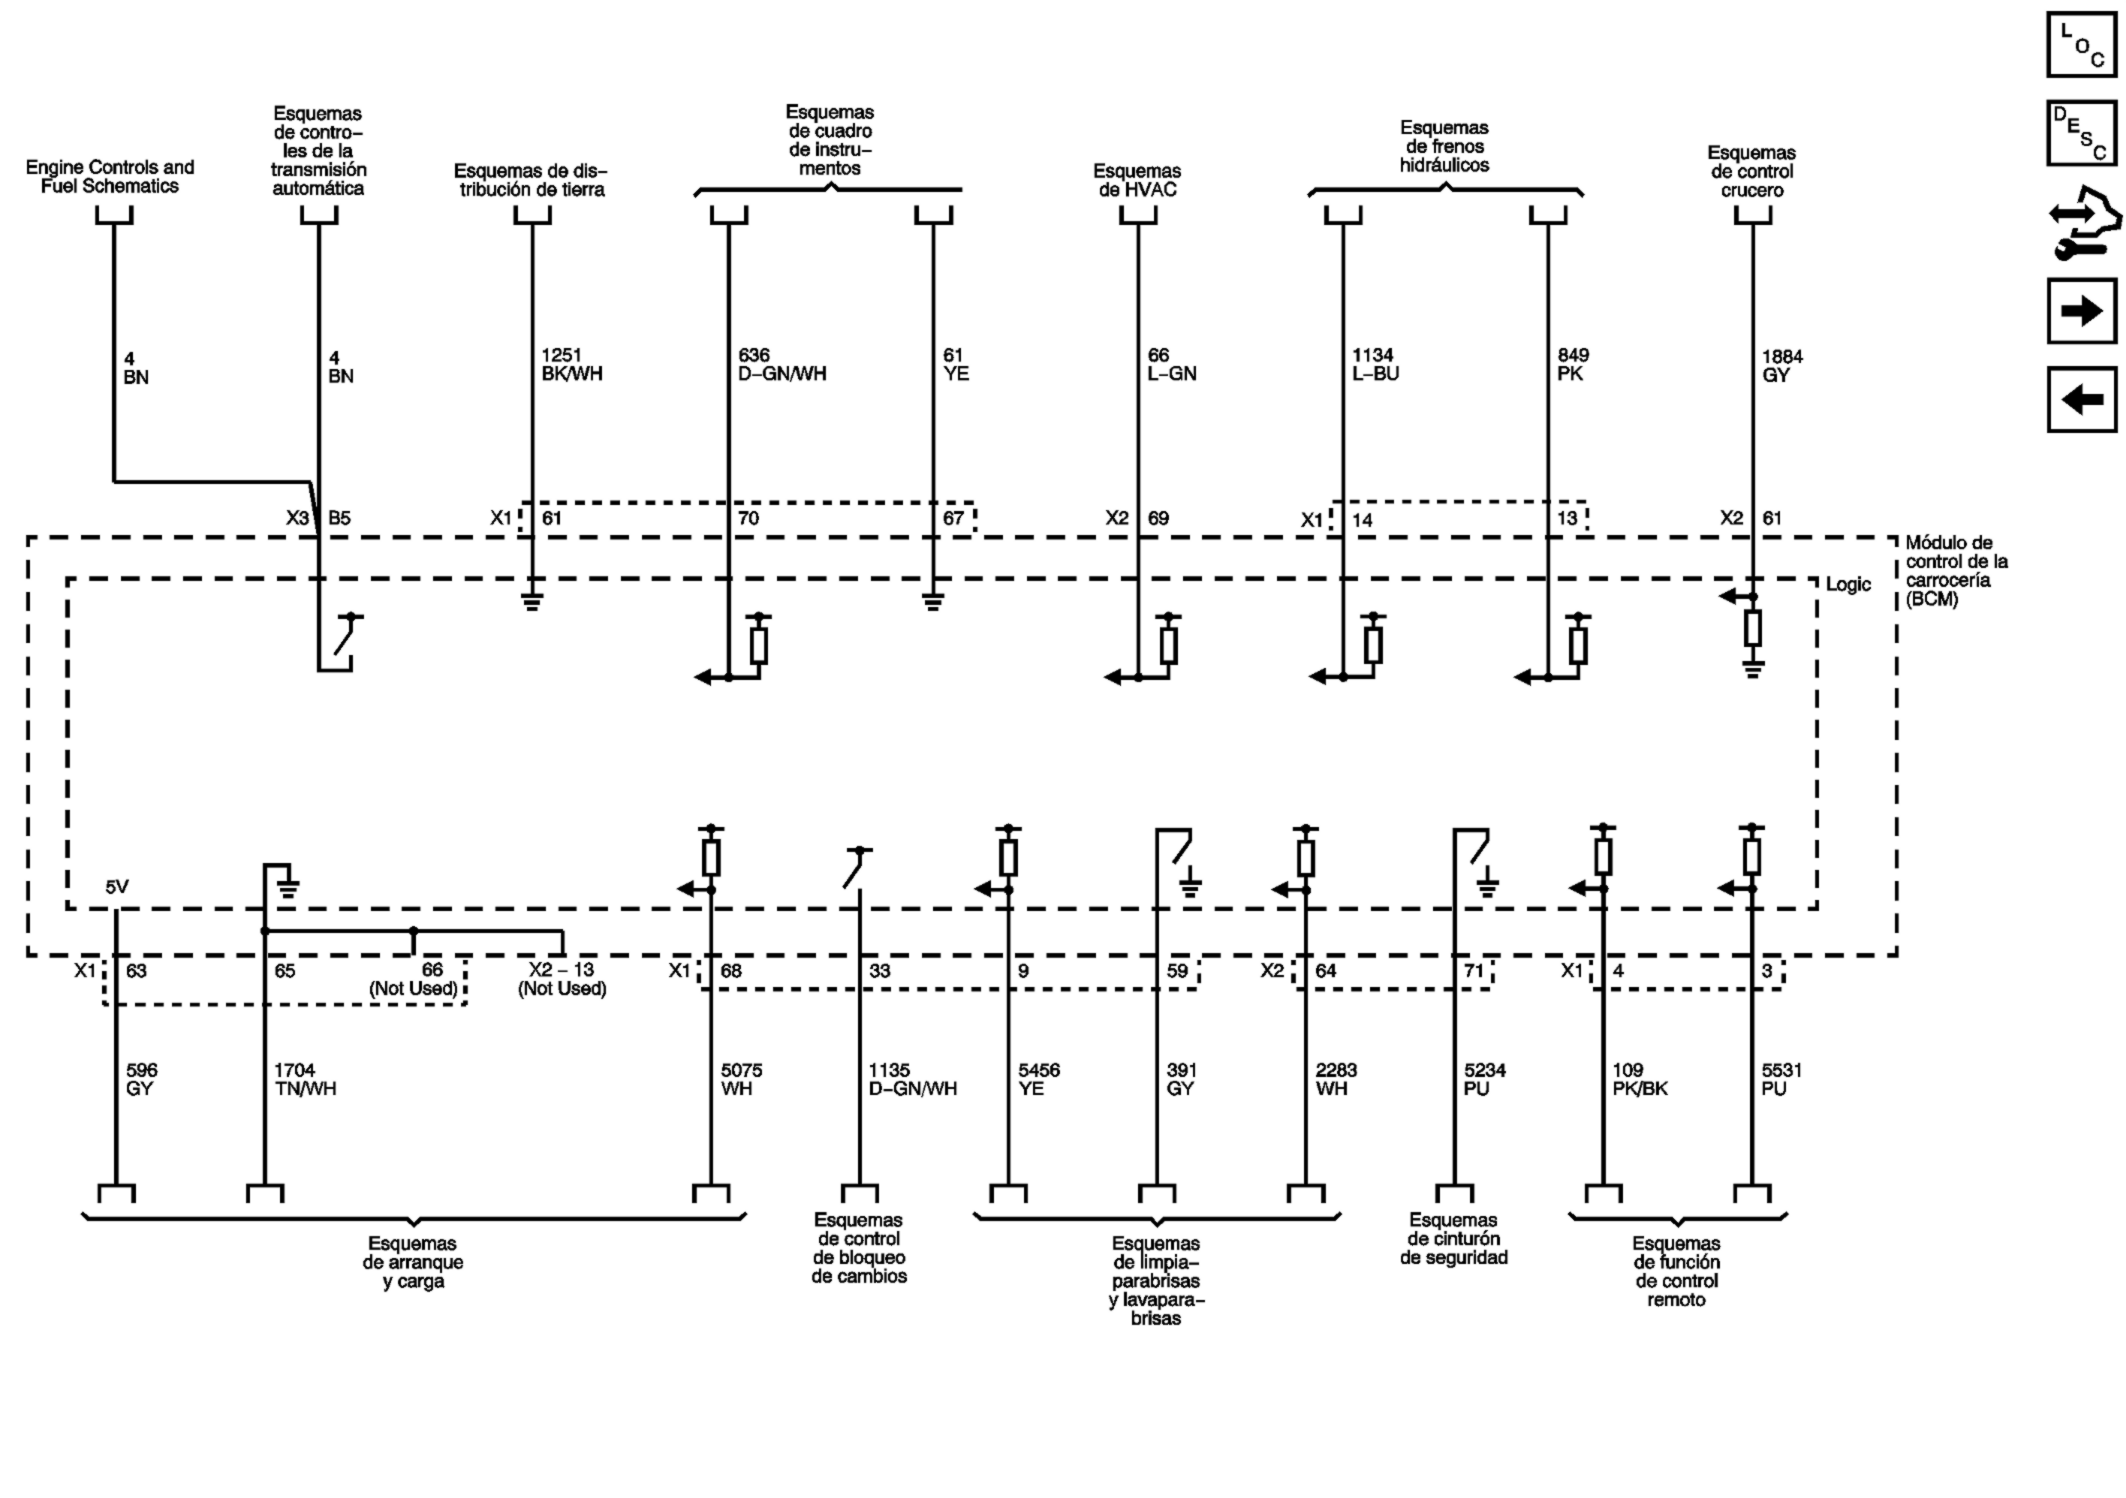 L
O
C
D
E
S
C
Engine Controls and
Fuel Schematics
Esquemas
de contro–
les de la
transmisión
automática
Esquemas de dis–
tribución de tierra
Esquemas
de cuadro
de instru–
mentos
Esquemas
de HVAC
Esquemas
de frenos
hidráulicos
Esquemas
de control
crucero
4
BN
4
BN
1251
BK/WH
636
D–GN/WH
61
YE
66
L–GN
1134
L–BU
849
PK
1884
GY
X3 B5 X1 61 70 67 X2 69 X1 14 13 X2 61
Módulo de
control de la
carrocería
(BCM)
Logic
5V
X1 63 65 66 X2 – 13 X1 68 33 9 59 X2 64 71 X1 4 3
(Not Used) (Not Used)
596
GY
1704
TN/WH
5075
WH
1135
D–GN/WH
5456
YE
391
GY
2283
WH
5234
PU
109
PK/BK
5531
PU
Esquemas
de arranque
y carga
Esquemas
de control
de bloqueo
de cambios
Esquemas
de limpia–
parabrisas
y lavapara–
brisas
Esquemas
de cinturón
de seguridad
Esquemas
de función
de control
remoto